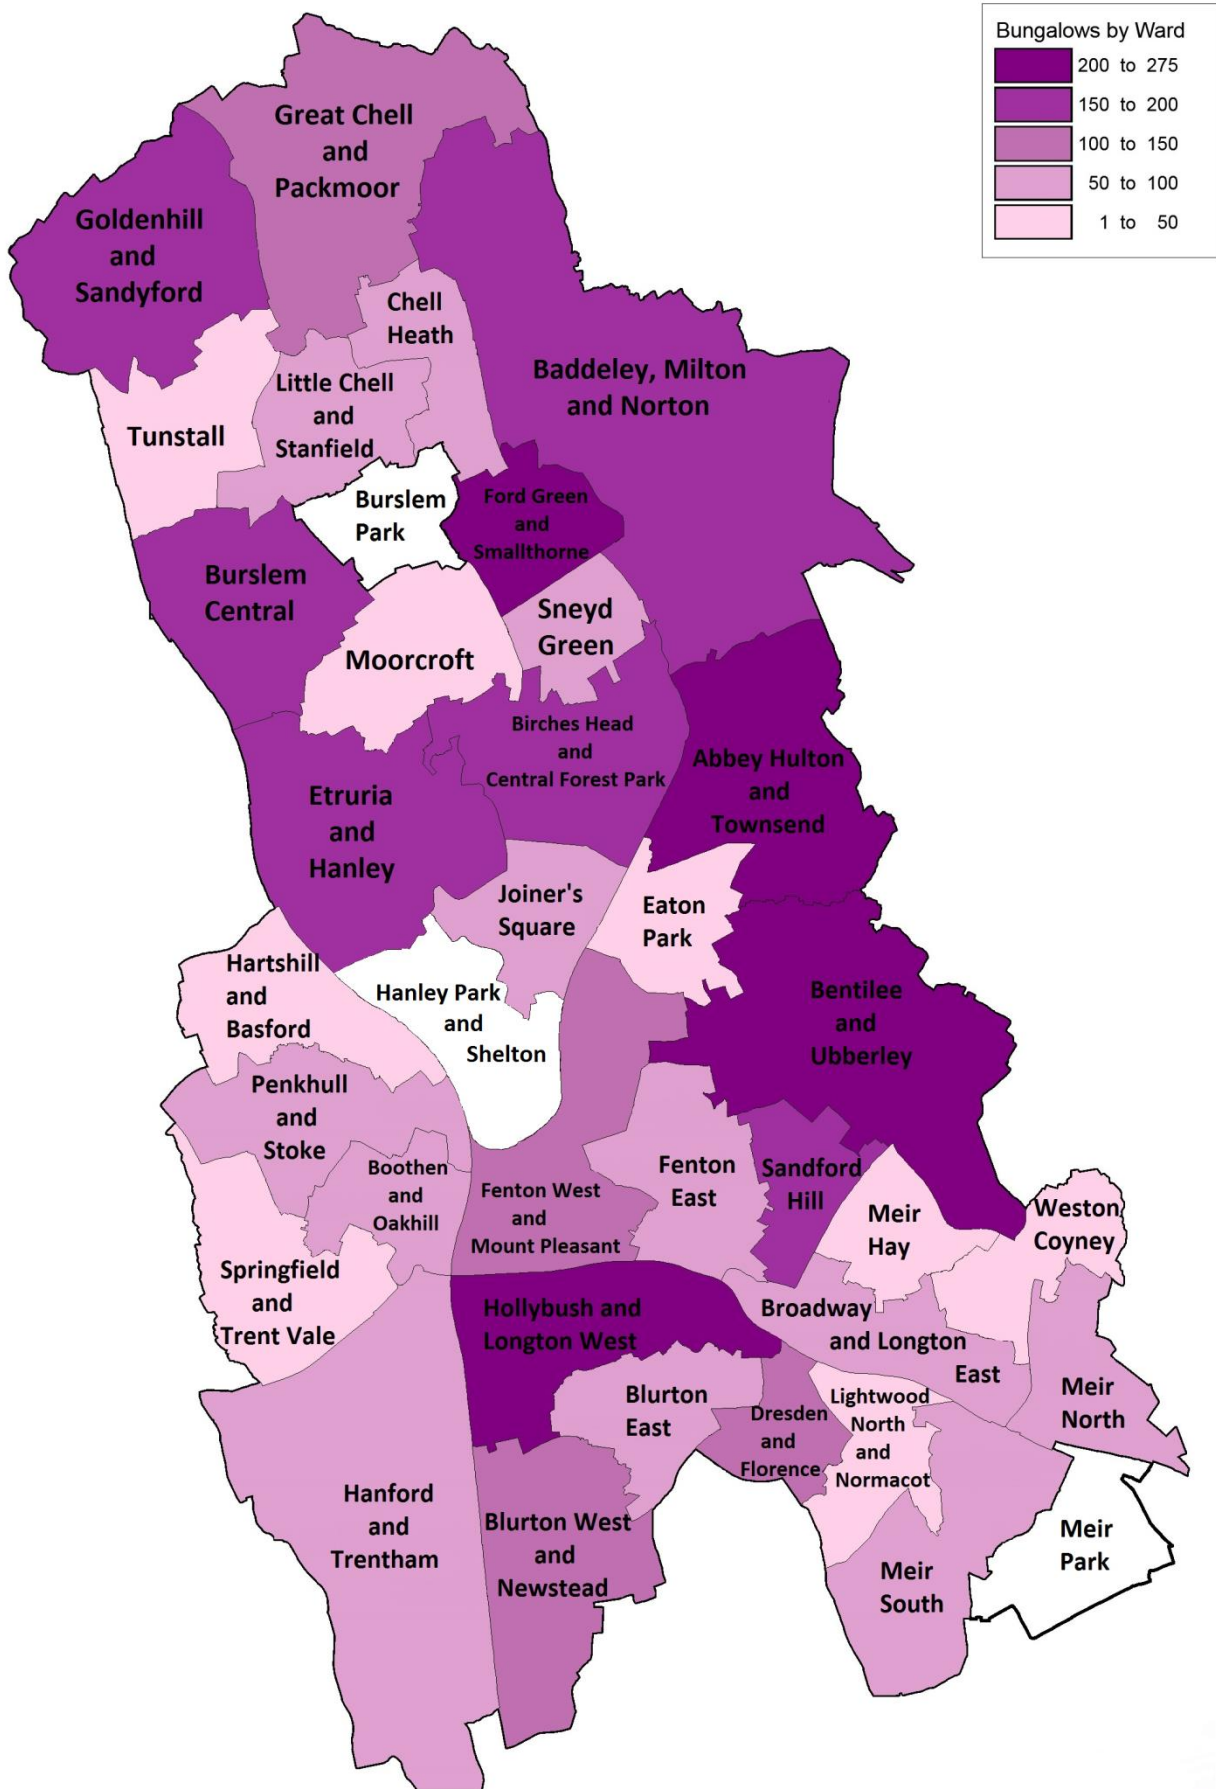 Bungalows by Ward
200 to 275
150 to 200
100 to 150
50 to 100
1 to 50
Great Chell
and
Packmoor
Goldenhill
and
Sandyford
Chell
Heath
Baddeley, Milton
and Norton
Little Chell
and
Stanfield
Tunstall
Burslem
Park
Ford Green
and
Smallthorne
Burslem
Central
Sneyd
Green
Moorcroft
Birches Head
and
Central Forest Park
Abbey Hulton
and
Townsend
Etruria
and
Hanley
Joiner's
Square
Eaton
Park
Hartshill
and
Basford
Hanley Park
and
Shelton
Bentilee
and
Ubberley
Penkhull
and
Stoke
Boothen
and
Oakhill
Fenton West
and
Mount Pleasant
Fenton
East
Sandford
Hill
Meir
Hay
Weston
Coyney
Springfield
and
Trent Vale
Hollybush and
Longton West
Broadway
and Longton
East
Blurton
East
Dresden
and
Florence
Lightwood
North
and
Normacot
Meir
North
Hanford
and
Trentham
Blurton West
and
Newstead
Meir
South
Meir
Park